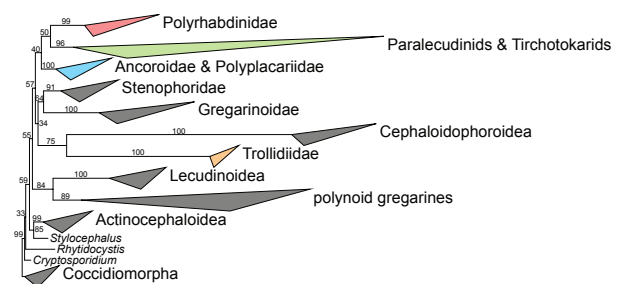 99
Polyrhabdinidae
50
96
Paralecudinids & Tirchotokarids
40
100
Ancoroidae & Polyplacariidae
57
91
Stenophoridae
64
100
Gregarinoidae
34
100
Cephaloidophoroidea
75
100
Trollidiidae
55
100
Lecudinoidea
59
84
89
polynoid gregarines
33
99
Actinocephaloidea
85
Stylocephalus
99
Rhytidocystis
Cryptosporidium
Coccidiomorpha